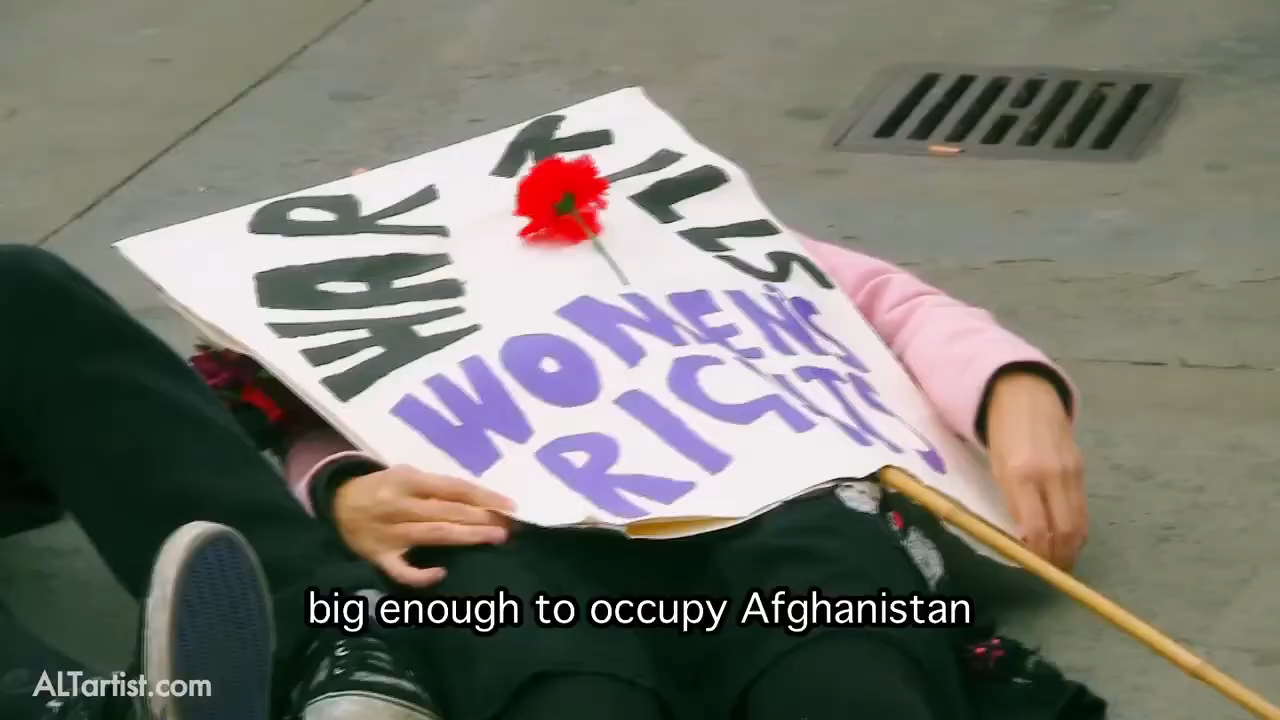 WAR KILLS
WOMEN'S
RIGHTS
big enough to occupy Afghanistan
ALTartist.com